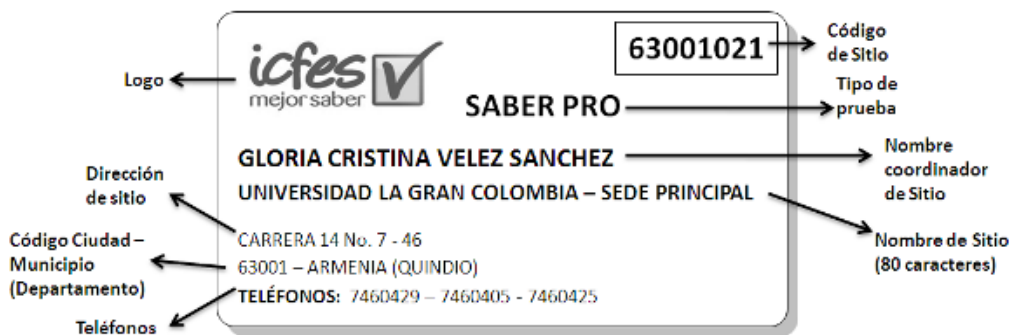 icfes
mejor saber
63001021
SABER PRO
GLORIA CRISTINA VELEZ SANCHEZ
UNIVERSIDAD LA GRAN COLOMBIA – SEDE PRINCIPAL
CARRERA 14 No. 7 - 46
63001 – ARMENIA (QUINDIO)
TELÉFONOS: 7460429 – 7460405 - 7460425
Logo
Dirección
de sitio
Código Ciudad –
Municipio
(Departamento)
Teléfonos
Código
de Sitio
Tipo de
prueba
Nombre
coordinador
de Sitio
Nombre de Sitio
(80 caracteres)